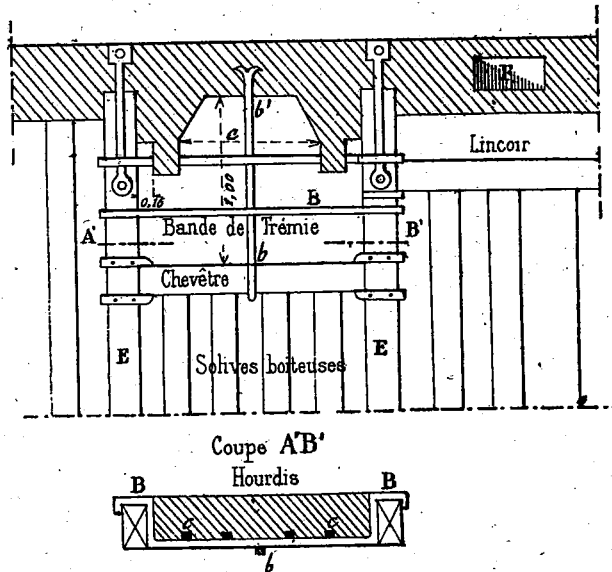 F
b'
c
Lincoir
1,00
0,16
B
A'
Bande de Trémie
B'
b
Chevêtre
E
E
Solives boiteuses
Coupe A'B'
Hourdis
B
B
c
c
b